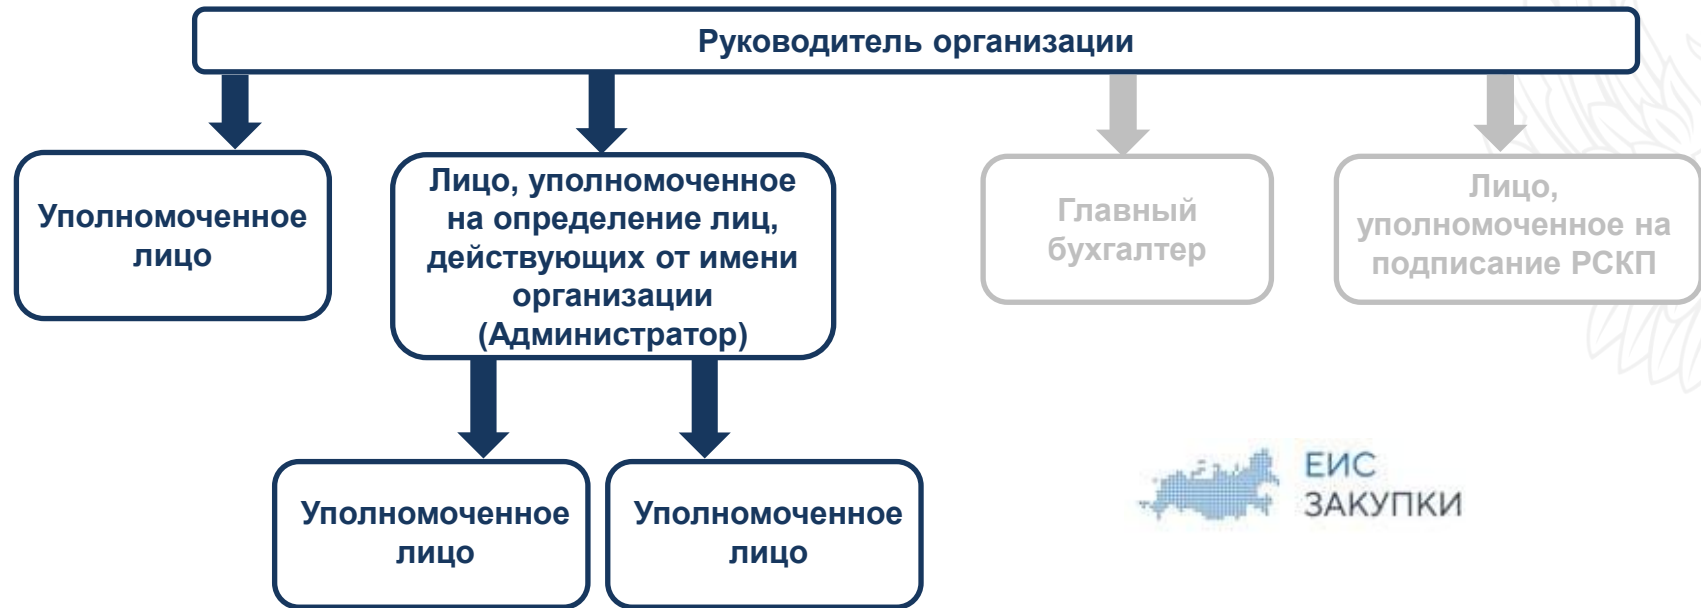 Руководитель организации
Уполномоченное
лицо
Лицо, уполномоченное
на определение лиц,
действующих от имени
организации
(Администратор)
Главный
бухгалтер
Лицо,
уполномоченное на
подписание РСКП
Уполномоченное
лицо
Уполномоченное
лицо
ЕИС
ЗАКУПКИ